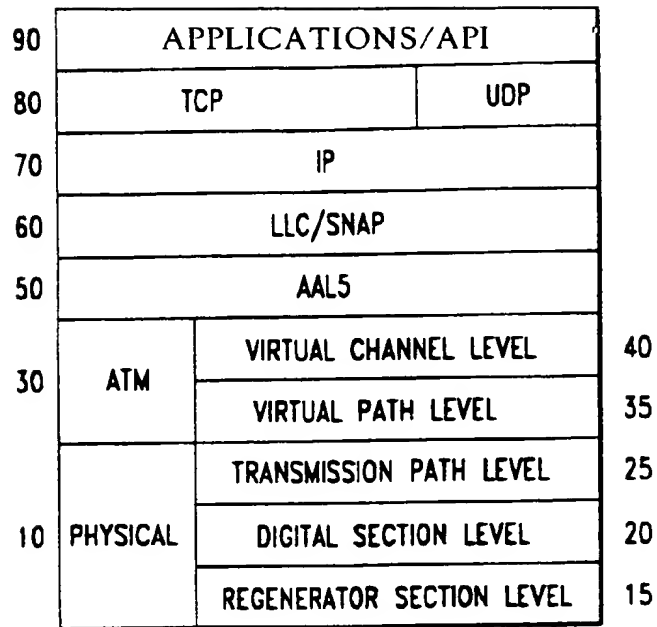 90 APPLICATIONS/API
80 TCP UDP
70 IP
60 LLC/SNAP
50 AAL5
VIRTUAL CHANNEL LEVEL 40
30 ATM
VIRTUAL PATH LEVEL 35
TRANSMISSION PATH LEVEL 25
10 PHYSICAL DIGITAL SECTION LEVEL 20
REGENERATOR SECTION LEVEL 15